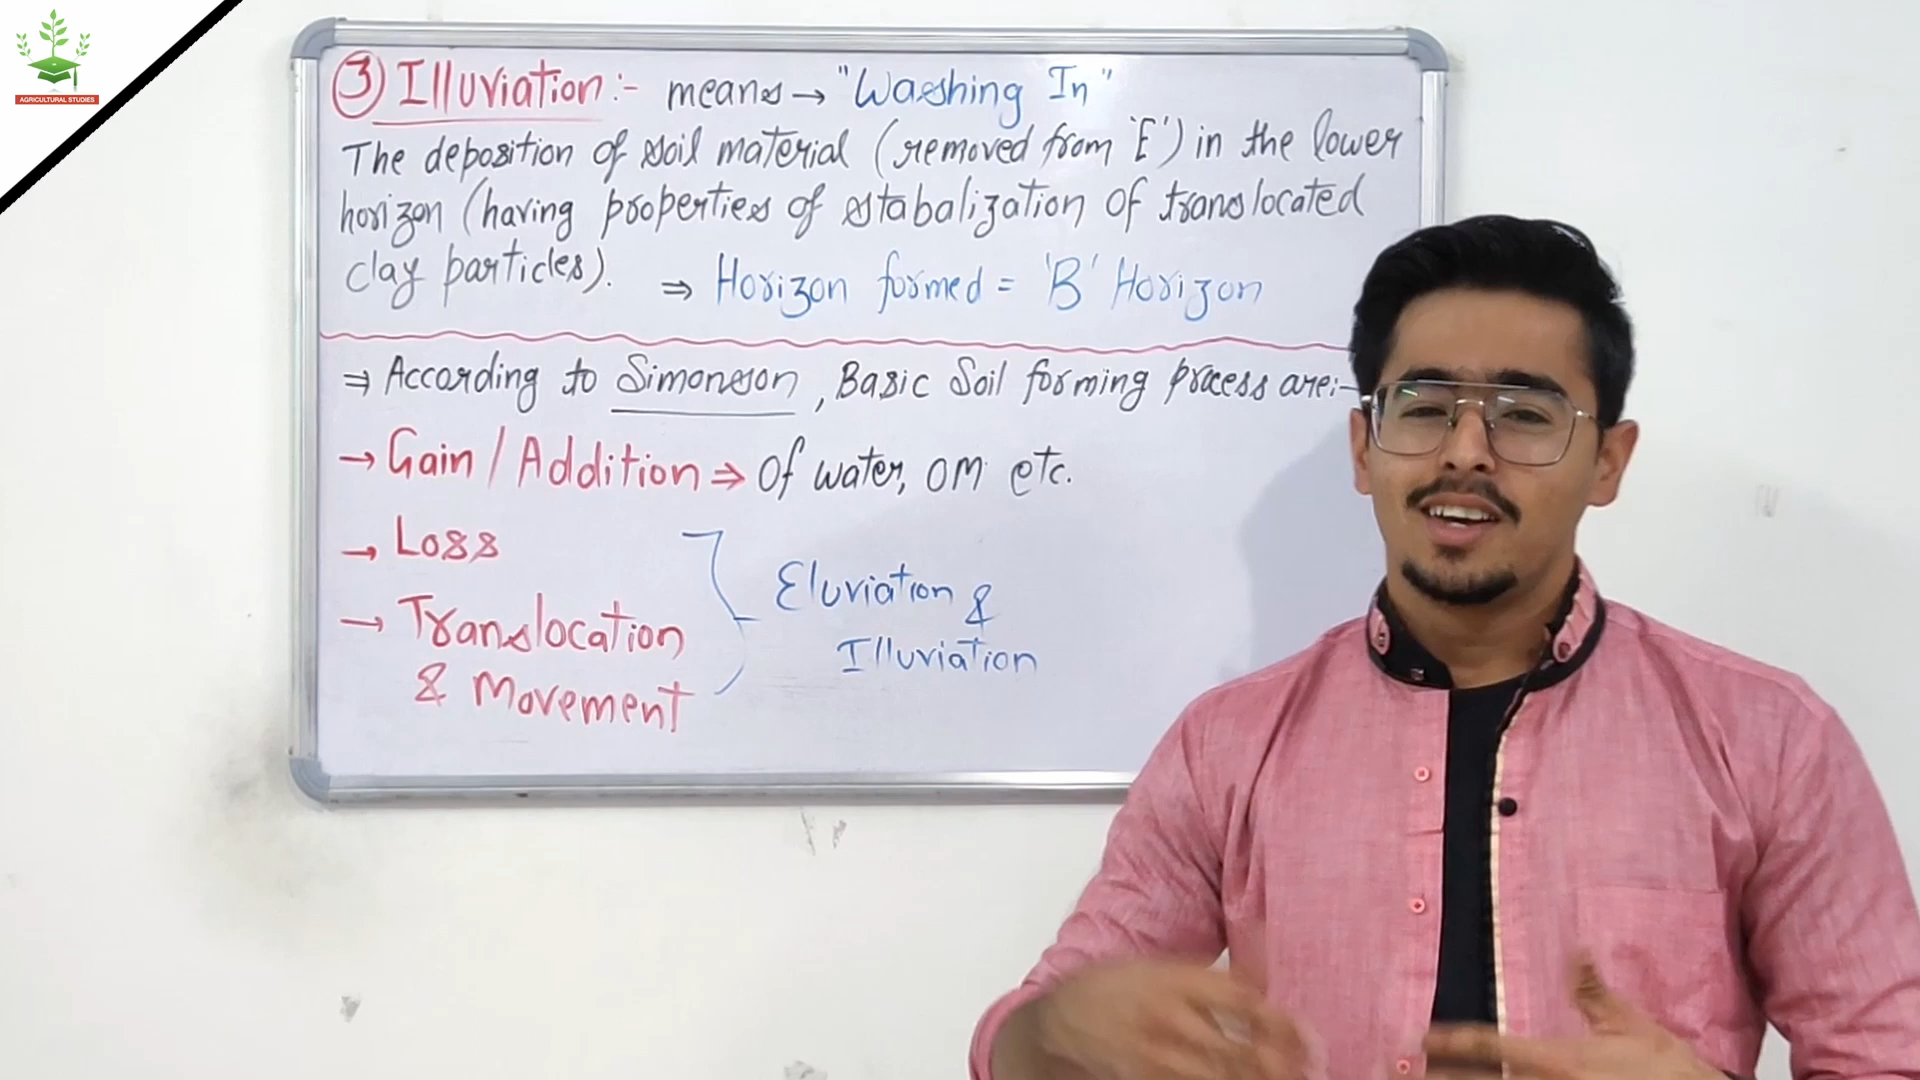 AGRICULTURAL STUDIES
③ Illuviation :- means → "Washing In"
The deposition of soil material (removed from 'E') in the lower
horizon (having properties of stabalization of translocated
clay particles). ⇒ Horizon formed = 'B' Horizon
⇒ According to Simonson, Basic Soil forming process are:-
→ Gain / Addition ⇒ Of water, OM etc.
→ Loss
Eluviation &
→ Translocation
Illuviation
& Movement